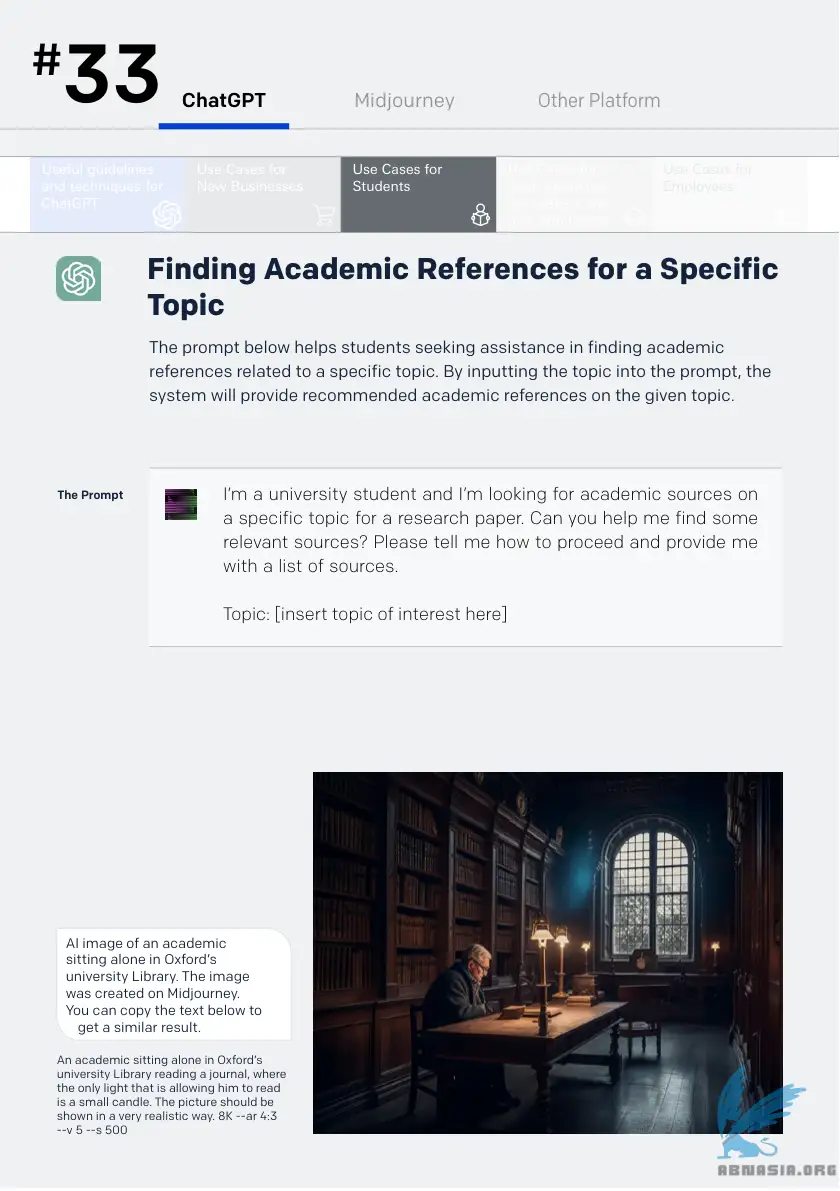 #33
ChatGPT
Midjourney
Other Platform
Useful guidelines
and techniques for
ChatGPT
Use Cases for
New Businesses
Use Cases for
Students
Use Cases for
Employees
Finding Academic References for a Specific
Topic
The prompt below helps students seeking assistance in finding academic
references related to a specific topic. By inputting the topic into the prompt, the
system will provide recommended academic references on the given topic.
The Prompt
I’m a university student and I’m looking for academic sources on
a specific topic for a research paper. Can you help me find some
relevant sources? Please tell me how to proceed and provide me
with a list of sources.
Topic: [insert topic of interest here]
AI image of an academic
sitting alone in Oxford’s
university Library. The image
was created on Midjourney.
You can copy the text below to
get a similar result.
An academic sitting alone in Oxford’s
university Library reading a journal, where
the only light that is allowing him to read
is a small candle. The picture should be
shown in a very realistic way. 8K --ar 4:3
--v 5 --s 500
ABNASIA.ORG